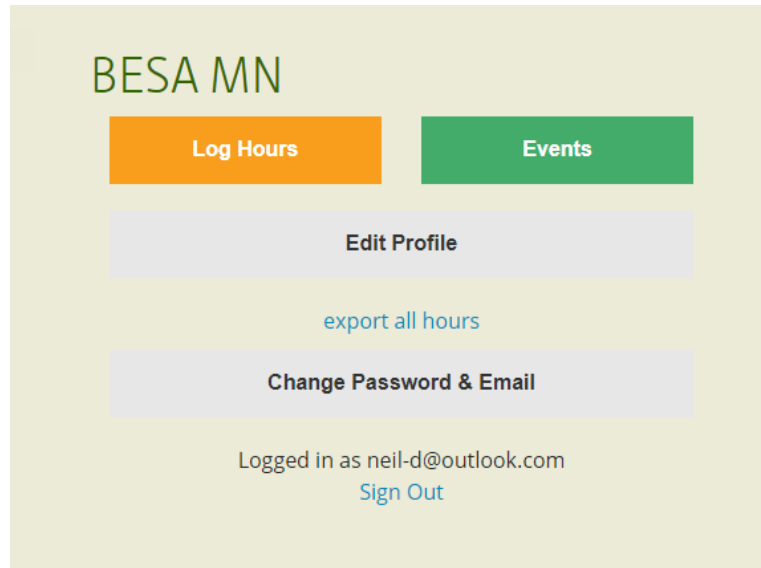 BESA MN
Log Hours
Events
Edit Profile
export all hours
Change Password & Email
Logged in as neil-d@outlook.com
Sign Out